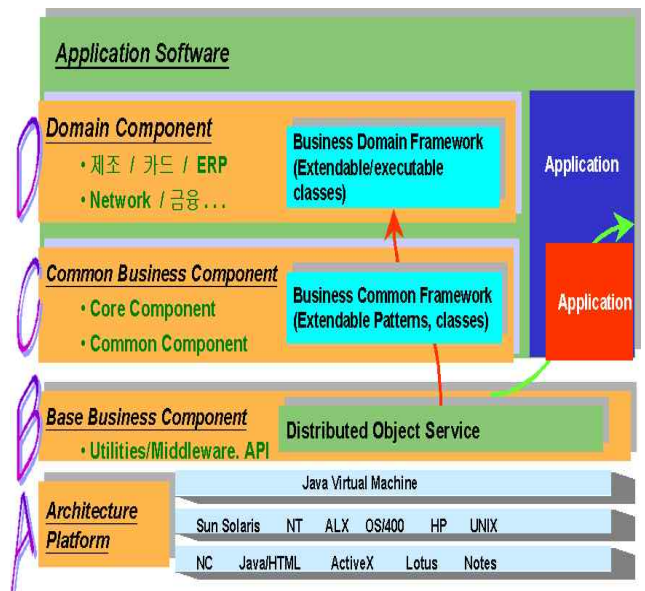 Application Software
D
Domain Component
• 제조 / 카드 / ERP
• Network / 금융...
Business Domain Framework
(Extendable/executable
classes)
Application
C
Common Business Component
• Core Component
• Common Component
Business Common Framework
(Extendable Patterns, classes)
Application
B
Base Business Component
• Utilities/Middleware. API
Distributed Object Service
A
Architecture
Platform
Java Virtual Machine
Sun Solaris NT ALX OS/400 HP UNIX
NC Java/HTML ActiveX Lotus Notes